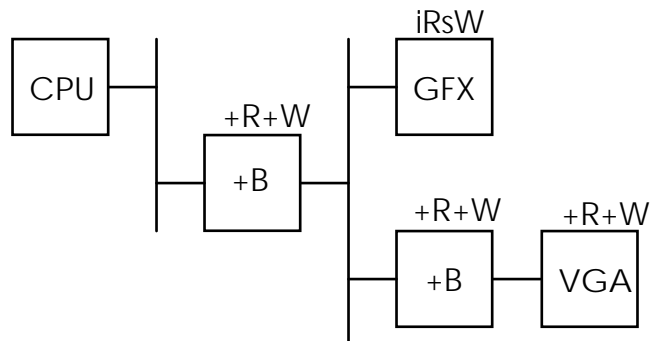 iRsW
CPU
GFX
+R+W
+B
+R+W
+R+W
+B
VGA